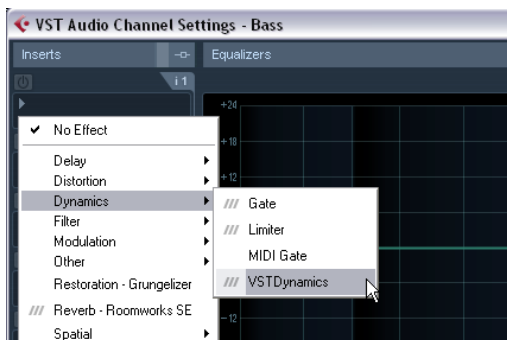 VST Audio Channel Settings - Bass
Inserts
Equalizers
i 1
+24
+18
+12
-12
No Effect
Delay
Distortion
Dynamics
Filter
Modulation
Other
Restoration - Grungelizer
Reverb - Roomworks SE
Spatial
Gate
Limiter
MIDI Gate
VSTDynamics